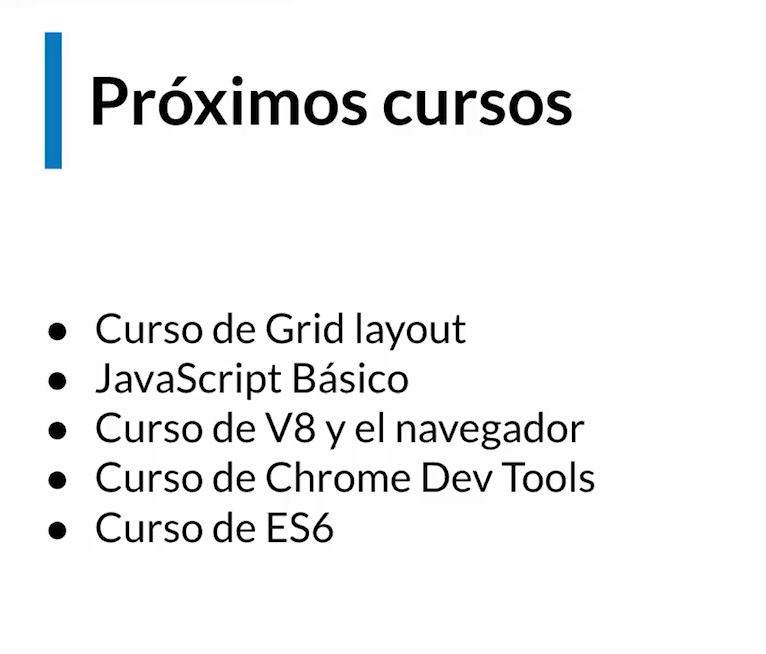 Próximos cursos
● Curso de Grid layout
● JavaScript Básico
● Curso de V8 y el navegador
● Curso de Chrome Dev Tools
● Curso de ES6